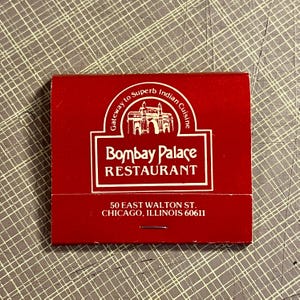 Gateway to Superb Indian Cuisine
Bombay Palace
RESTAURANT
50 EAST WALTON ST.
CHICAGO, ILLINOIS 60611